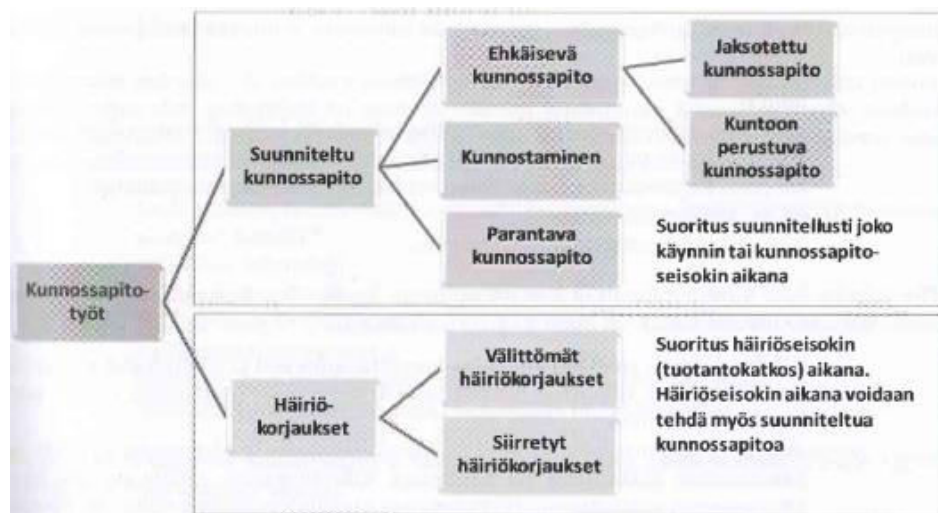 Ehkäisevä
kunnossapito
Jaksotettu
kunnossapito
Kuntoon
perustuva
kunnossapito
Suunniteltu
kunnossapito
Kunnostaminen
Parantava
kunnossapito
Suoritus suunnitellusti joko
käynnin tai kunnossapito-
seisokin aikana
Kunnossapito-
työt
Välittömät
häiriökorjaukset
Suoritus häiriöseisokin
(tuotantokatkos) aikana.
Häiriöseisokin aikana voidaan
tehdä myös suunniteltua
kunnossapitoa
Häiriö-
korjaukset
Siirretyt
häiriökorjaukset